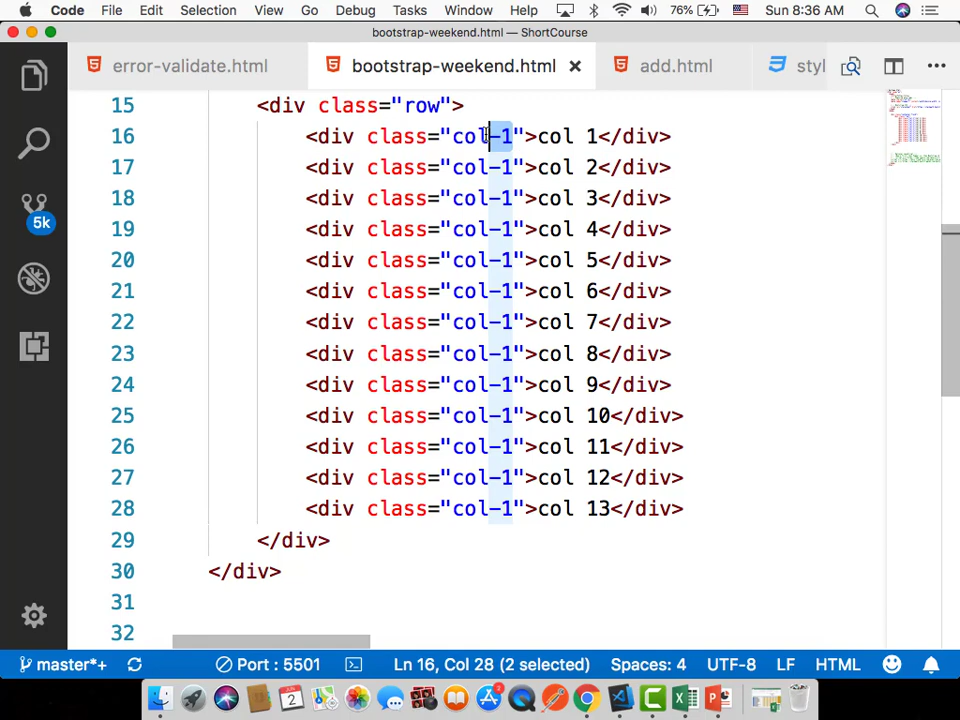 Code File Edit Selection View Go Debug Tasks Window Help 76% Sun 8:36 AM
bootstrap-weekend.html — ShortCourse
error-validate.html bootstrap-weekend.html add.html styl
15 <div class="row">
16 <div class="col-1">col 1</div>
17 <div class="col-1">col 2</div>
18 <div class="col-1">col 3</div>
19 <div class="col-1">col 4</div>
20 <div class="col-1">col 5</div>
21 <div class="col-1">col 6</div>
22 <div class="col-1">col 7</div>
23 <div class="col-1">col 8</div>
24 <div class="col-1">col 9</div>
25 <div class="col-1">col 10</div>
26 <div class="col-1">col 11</div>
27 <div class="col-1">col 12</div>
28 <div class="col-1">col 13</div>
29 </div>
30 </div>
31
32
5k
master*+ Port : 5501 Ln 16, Col 28 (2 selected) Spaces: 4 UTF-8 LF HTML
2